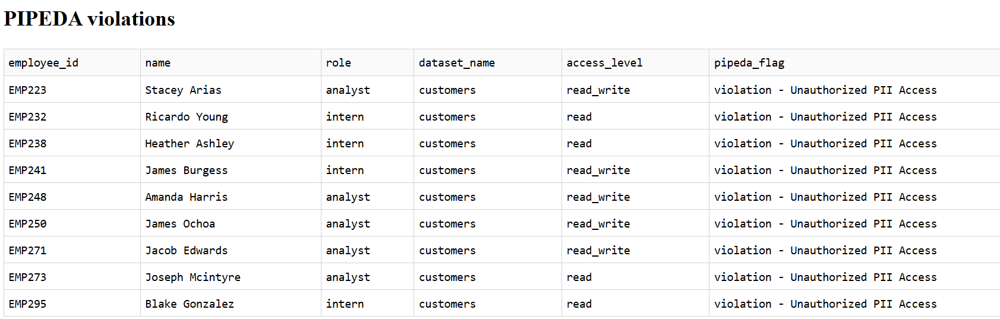 PIPEDA violations
employee_id name role dataset_name access_level pipeda_flag
EMP223 Stacey Arias analyst customers read_write violation - Unauthorized PII Access
EMP232 Ricardo Young intern customers read violation - Unauthorized PII Access
EMP238 Heather Ashley intern customers read violation - Unauthorized PII Access
EMP241 James Burgess intern customers read_write violation - Unauthorized PII Access
EMP248 Amanda Harris analyst customers read_write violation - Unauthorized PII Access
EMP250 James Ochoa analyst customers read_write violation - Unauthorized PII Access
EMP271 Jacob Edwards analyst customers read_write violation - Unauthorized PII Access
EMP273 Joseph Mcintyre analyst customers read violation - Unauthorized PII Access
EMP295 Blake Gonzalez intern customers read violation - Unauthorized PII Access